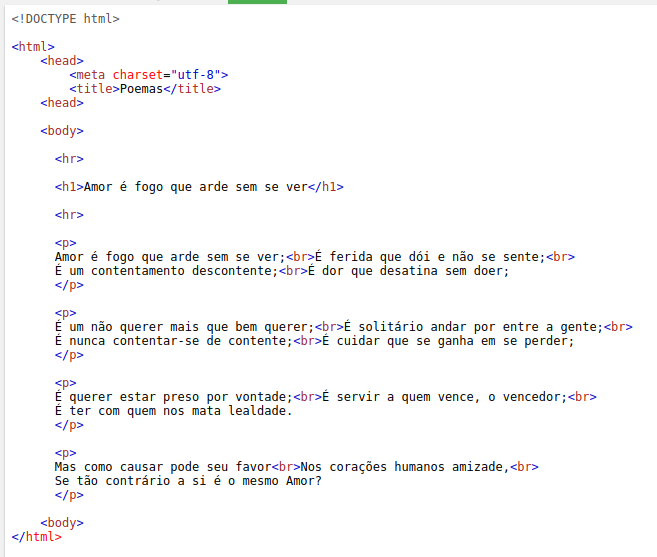 <!DOCTYPE html>
<html>
<head>
<meta charset="utf-8">
<title>Poemas</title>
<head>
<body>
<hr>
<h1>Amor é fogo que arde sem se ver</h1>
<hr>
<p>
Amor é fogo que arde sem se ver;<br>É ferida que dói e não se sente;<br>
É um contentamento descontente;<br>É dor que desatina sem doer;
</p>
<p>
É um não querer mais que bem querer;<br>É solitário andar por entre a gente;<br>
É nunca contentar-se de contente;<br>É cuidar que se ganha em se perder;
</p>
<p>
É querer estar preso por vontade;<br>É servir a quem vence, o vencedor;<br>
É ter com quem nos mata lealdade.
</p>
<p>
Mas como causar pode seu favor<br>Nos corações humanos amizade,<br>
Se tão contrário a si é o mesmo Amor?
</p>
<body>
</html>